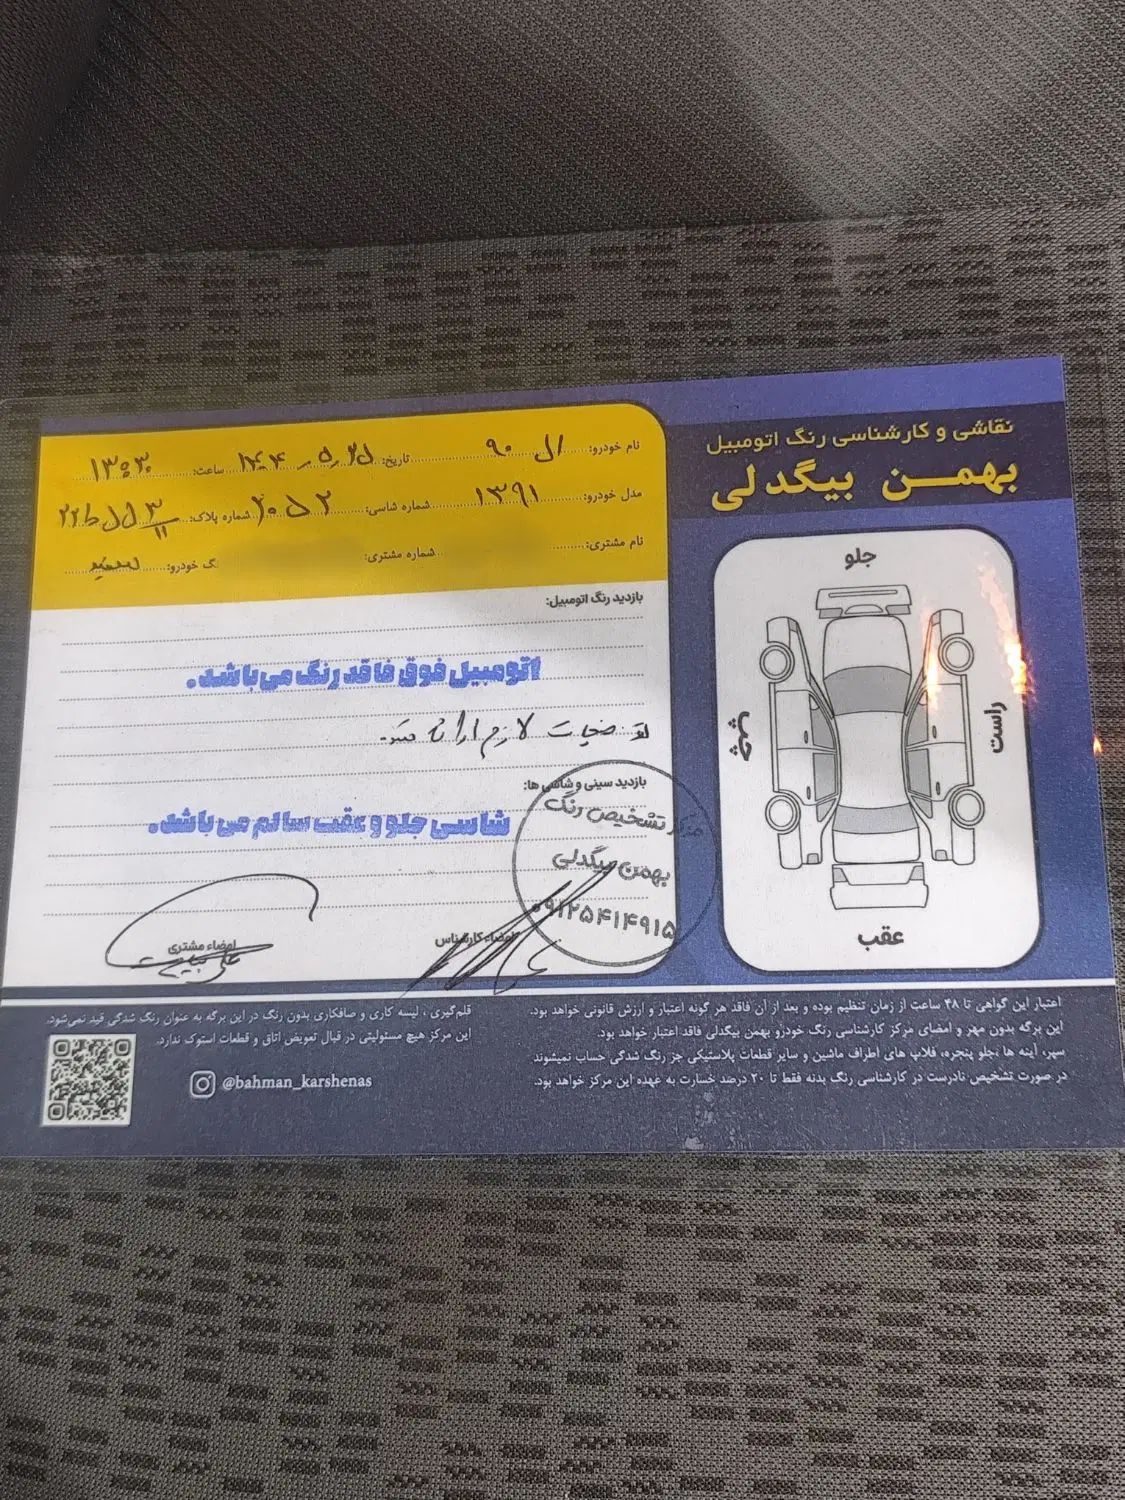 نقاشی و کارشناسی رنگ اتومبیل
بهمن بیگدلی
جلو
چپ
راست
عقب
نام خودرو: ال ۹۰ تاریخ: ساعت: ۱۳:۳۰
مدل خودرو: ۱۳۹۱ شماره شاسی: شماره پلاک:
نام مشتری: شماره مشتری: گ خودرو: سفید
بازدید رنگ اتومبیل:
اتومبیل فوق فاقد رنگ می باشد.
توضیحات لازم ارائه شد.
بازدید سینی و شاسی ها:
شاسی جلو و عقب سالم می باشد.
مرکز تشخیص رنگ
بهمن بیگدلی
۰۹۱۲۵۴۱۴۹۱۵
امضاء کارشناس
امضاء مشتری
اعتبار این گواهی تا ۴۸ ساعت از زمان تنظیم بوده و بعد از آن فاقد هر گونه اعتبار و ارزش قانونی خواهد بود.
این برگه بدون مهر و امضای مرکز کارشناسی رنگ خودرو بهمن بیگدلی فاقد اعتبار خواهد بود.
سپر، آینه ها ،جلو پنجره، فلاپ های اطراف ماشین و سایر قطعات پلاستیکی جز رنگ شدگی حساب نمیشوند
در صورت تشخیص نادرست در کارشناسی رنگ بدنه فقط تا ۲۰ درصد خسارت به عهده این مرکز خواهد بود.
قلم گیری ، لیسه کاری و صافکاری بدون رنگ در این برگه به عنوان رنگ شدگی قید نمی‌شود.
این مرکز هیچ مسئولیتی در قبال تعویض اتاق و قطعات استوک ندارد.
@bahman_karshenas